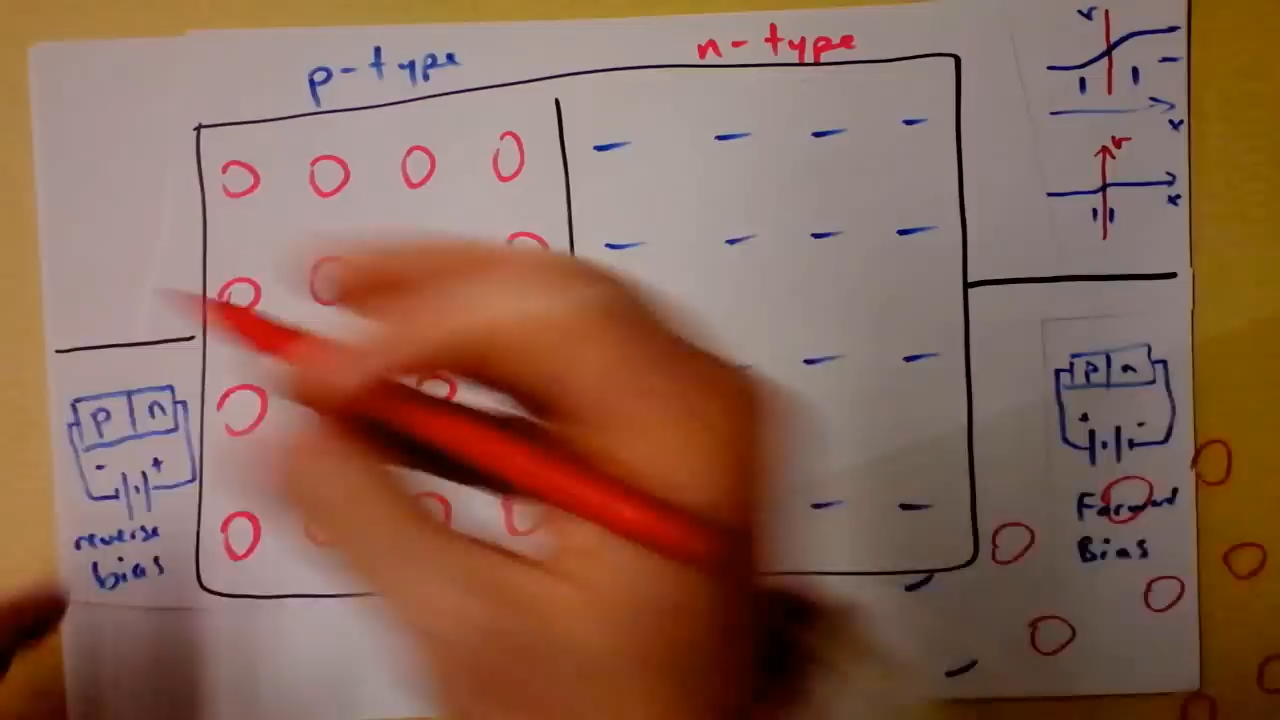 p-type
n-type
v
x
v
x
p n
- +
reverse
bias
p n
+ -
Forward
Bias